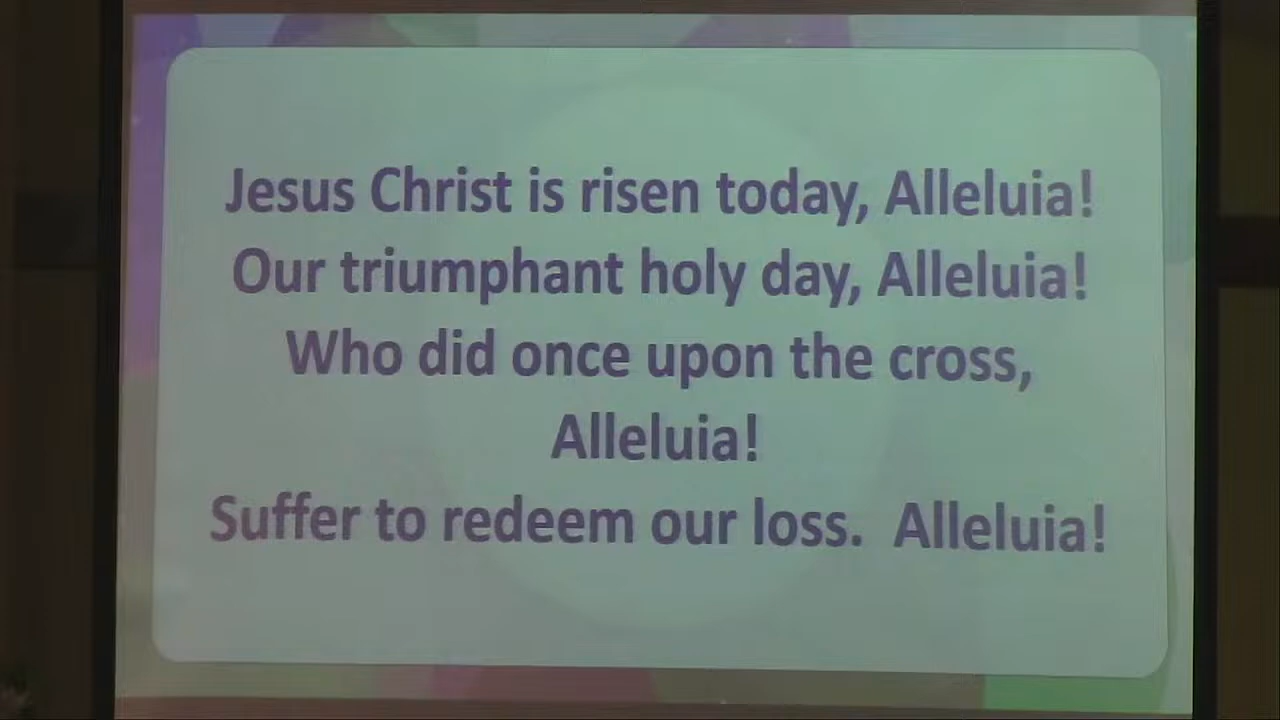 Jesus Christ is risen today, Alleluia!
Our triumphant holy day, Alleluia!
Who did once upon the cross,
Alleluia!
Suffer to redeem our loss.  Alleluia!